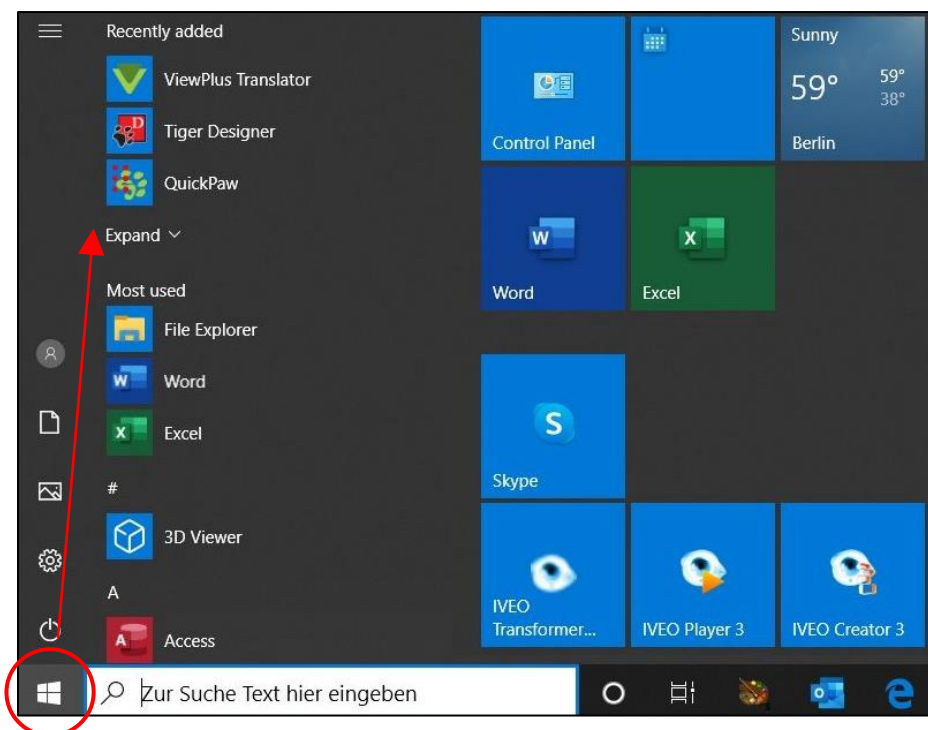 Recently added
ViewPlus Translator
Tiger Designer
QuickPaw
Expand
Most used
File Explorer
Word
Excel
#
3D Viewer
A
Access
Control Panel
Sunny
59° 59°
38°
Berlin
Word
Excel
Skype
IVEO
Transformer...
IVEO Player 3
IVEO Creator 3
Zur Suche Text hier eingeben